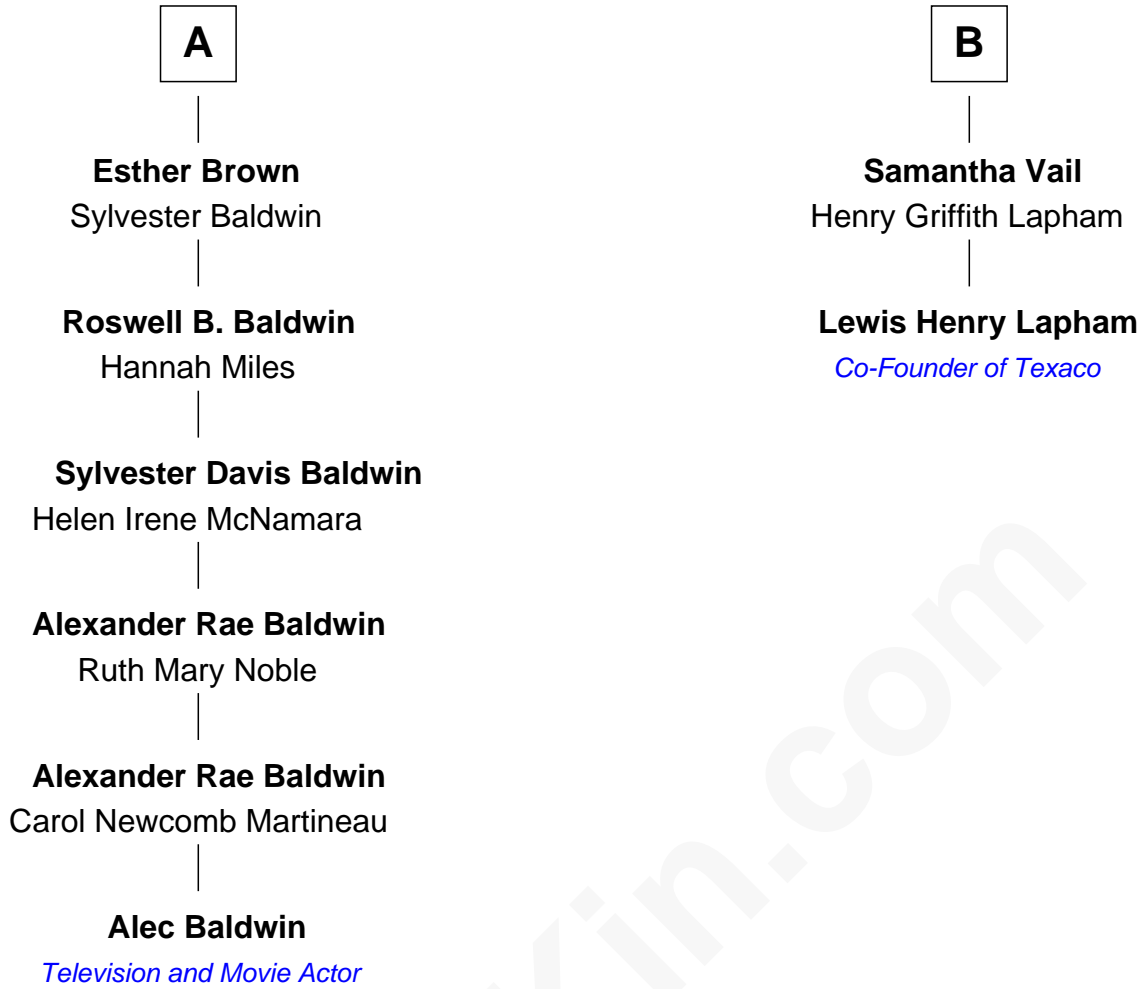 A
Esther Brown
Sylvester Baldwin
Roswell B. Baldwin
Hannah Miles
Sylvester Davis Baldwin
Helen Irene McNamara
Alexander Rae Baldwin
Ruth Mary Noble
Alexander Rae Baldwin
Carol Newcomb Martineau
Alec Baldwin
Television and Movie Actor
B
Samantha Vail
Henry Griffith Lapham
Lewis Henry Lapham
Co-Founder of Texaco
Kin.com